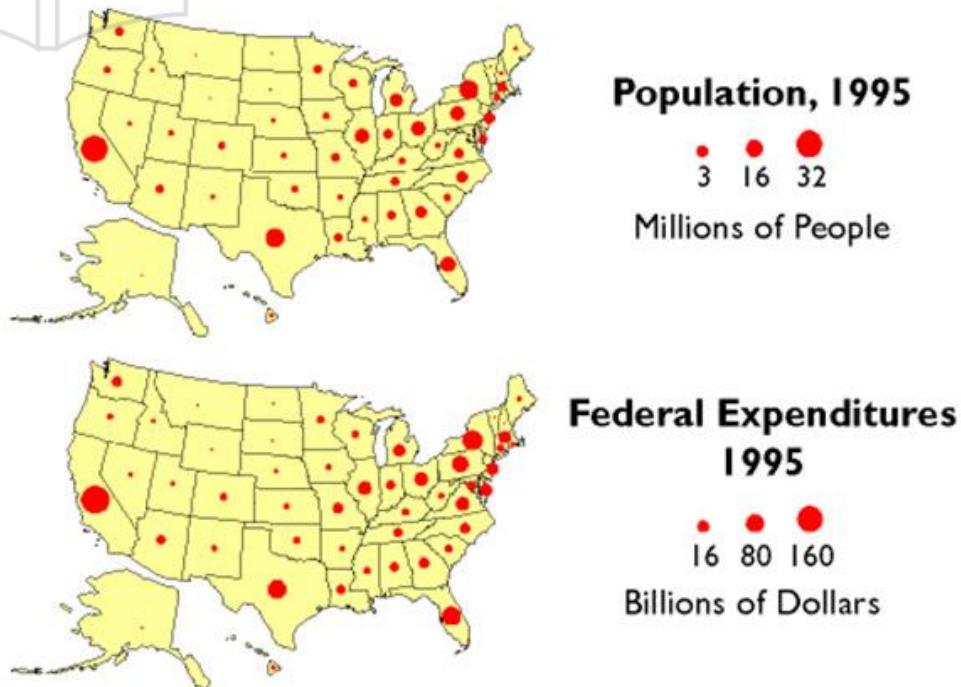 Population, 1995
3 16 32
Millions of People
Federal Expenditures
1995
16 80 160
Billions of Dollars